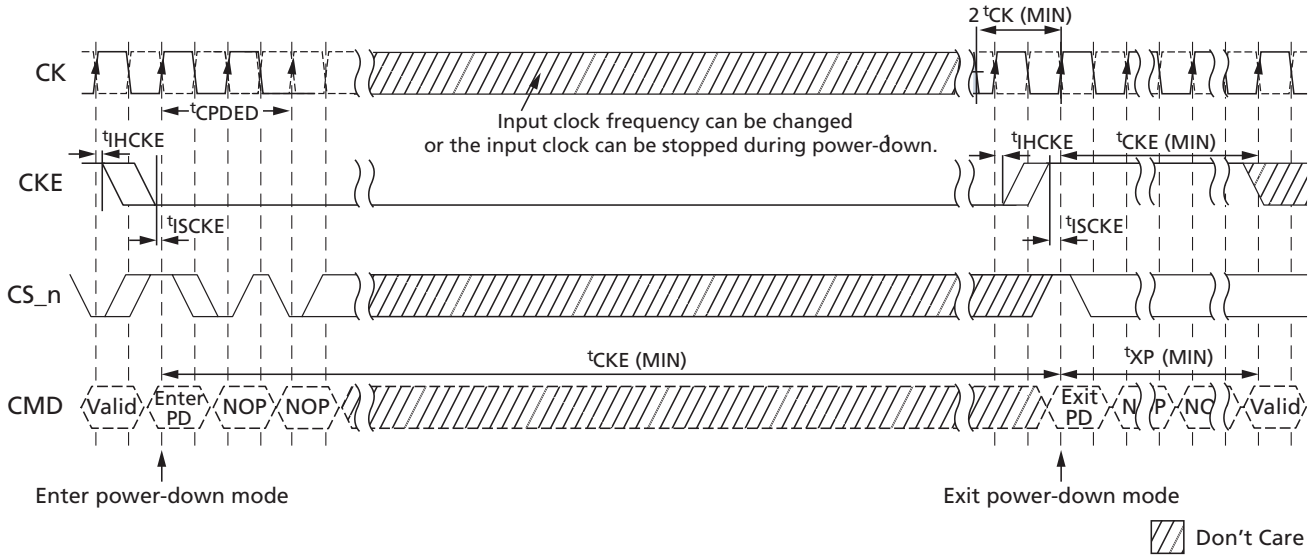 2 tCK (MIN)
CK
tCPDED
Input clock frequency can be changed
or the input clock can be stopped during power-down.
1
tIHCKE
tIHCKE
tCKE (MIN)
CKE
tISCKE
tISCKE
CS_n
tCKE (MIN)
tXP (MIN)
CMD
Valid
Enter
PD
NOP
NOP
Exit
PD
N P
NO
Valid
Enter power-down mode
Exit power-down mode
Don't Care